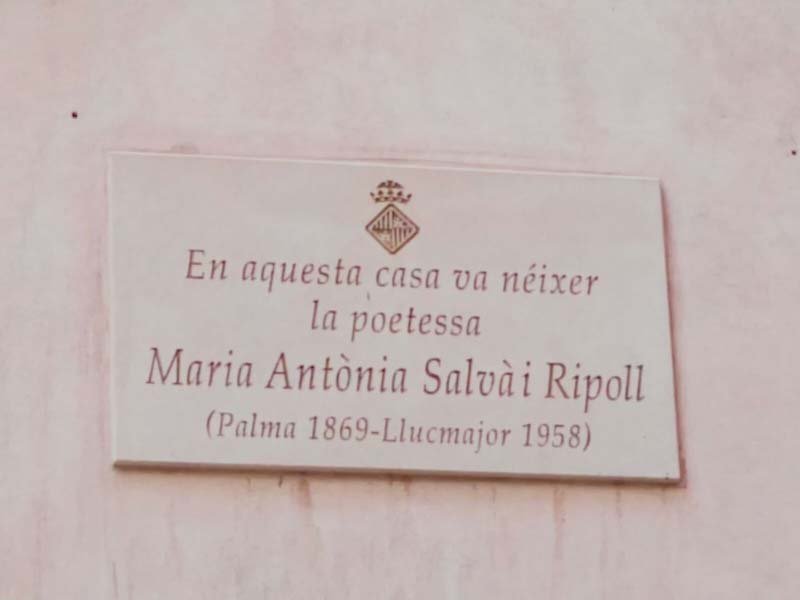 En aquesta casa va néixer
la poetessa
Maria Antònia Salvà i Ripoll
(Palma 1869-Llucmajor 1958)